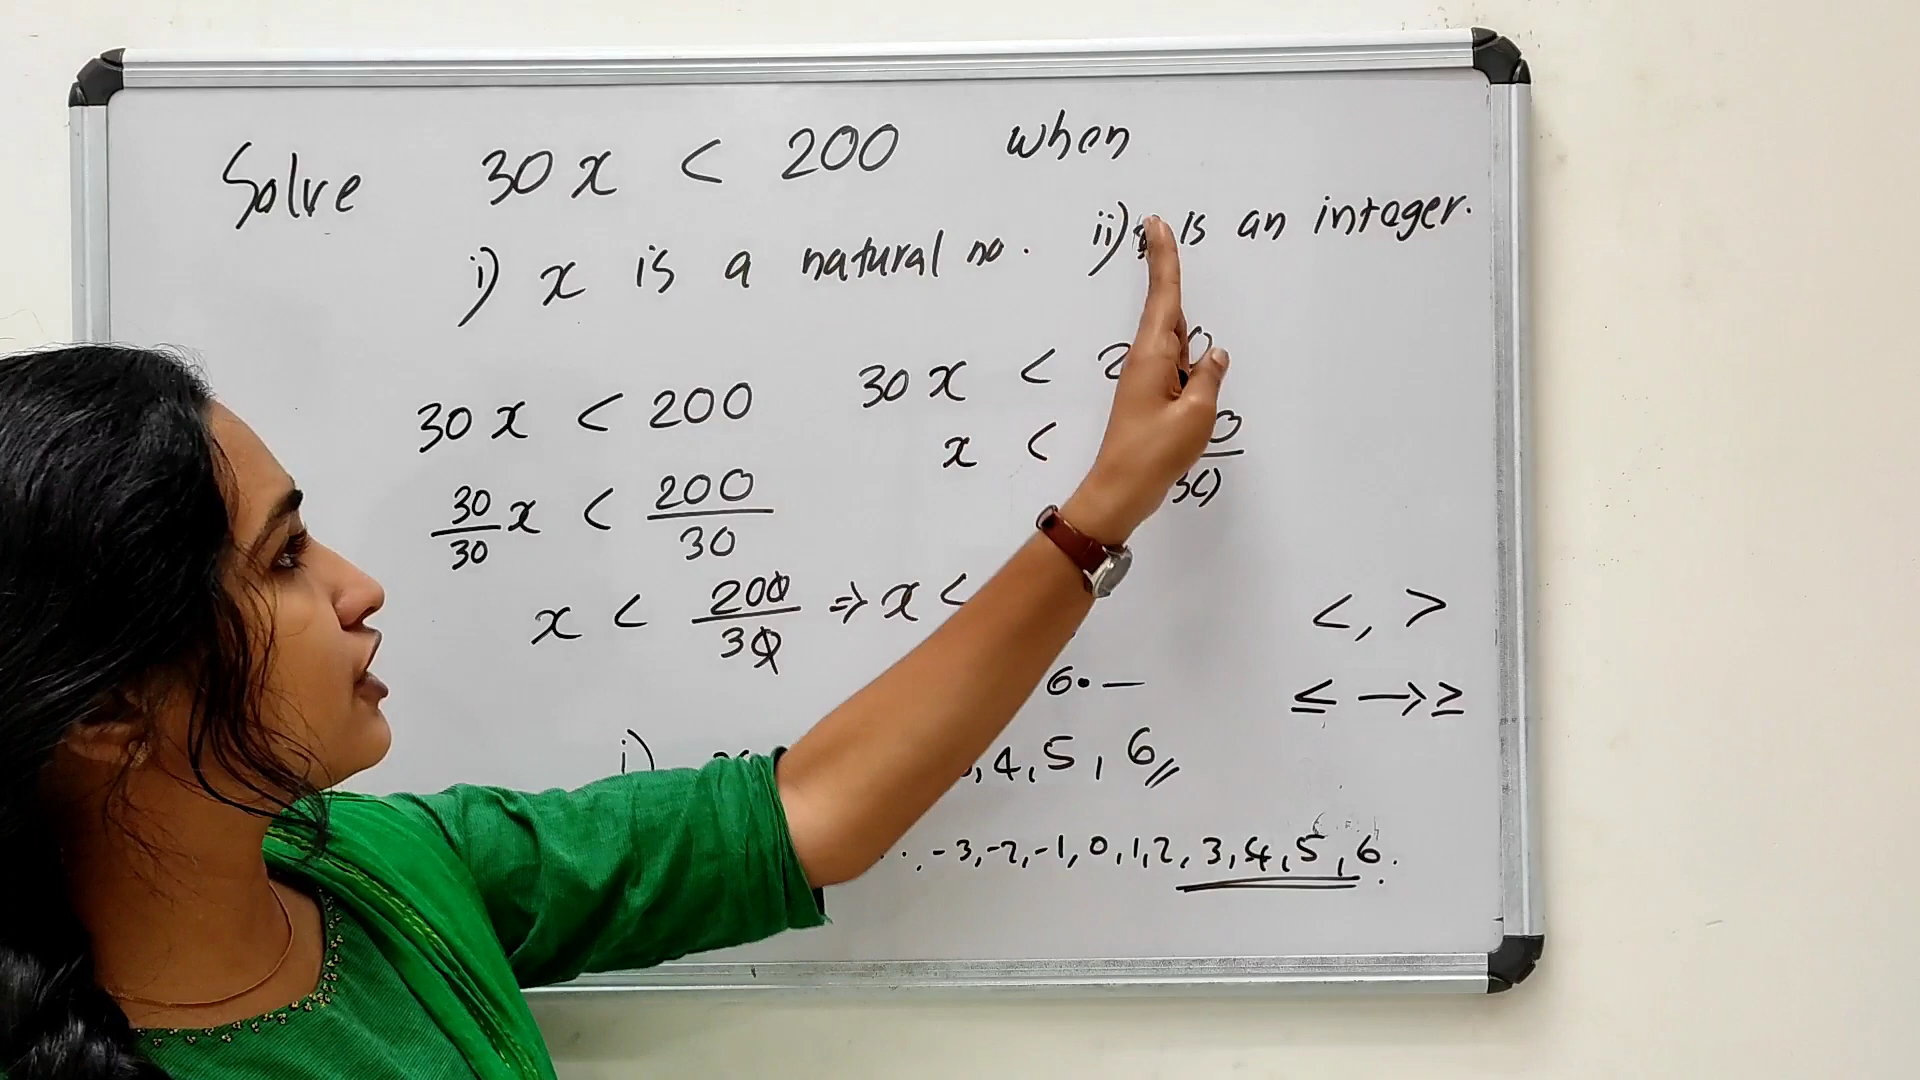 Solve 30x < 200 when
i) x is a natural no. ii) is an integer.
30x < 200
30/30 x < 200/30
x < 200/30 ⇒ x <
30x <
x <
6·—
i)
4, 5, 6
-3, -2, -1, 0, 1, 2, 3, 4, 5, 6.
<, >
≤ → ≥